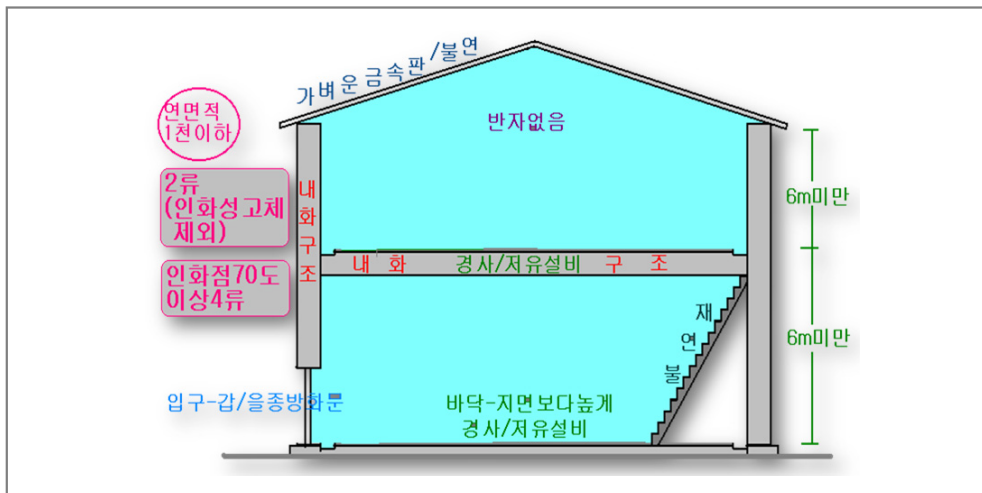 가벼운금속판/불연
연면적
1천이하
반자없음
2류
(인화성고체
제외)
내화구조
6m미만
내 화
경사/저유설비
구 조
인화점70도
이상4류
재연불
6m미만
입구-갑/을종방화문
바닥-지면보다높게
경사/저유설비